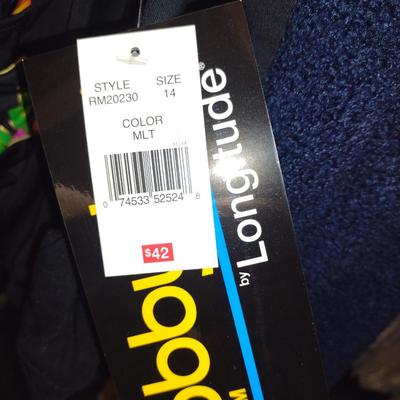 STYLE SIZE
RM20230 14
COLOR
MLT
0 74533 52524 8
$42
by Longitude®